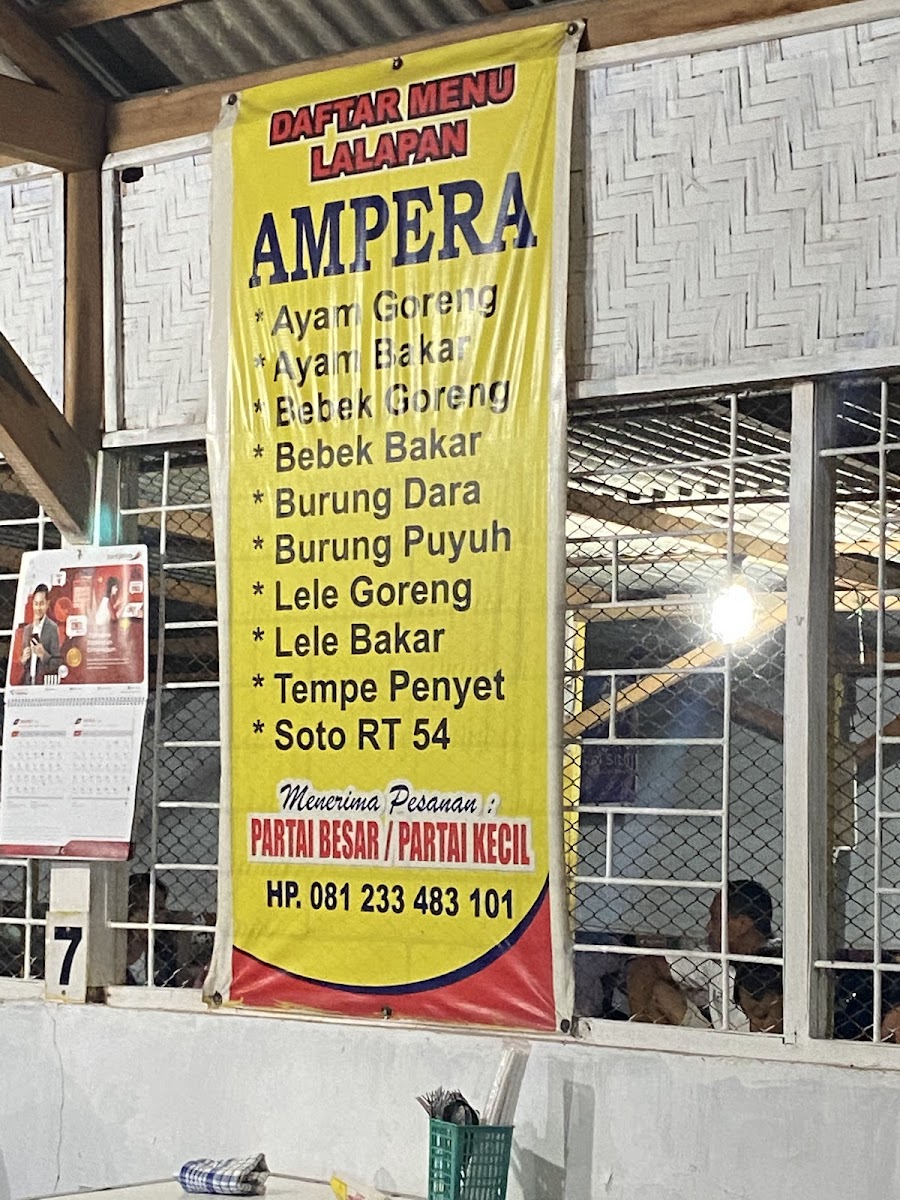 DAFTAR MENU
LALAPAN
AMPERA
* Ayam Goreng
* Ayam Bakar
* Bebek Goreng
* Bebek Bakar
* Burung Dara
* Burung Puyuh
* Lele Goreng
* Lele Bakar
* Tempe Penyet
* Soto RT 54
Menerima Pesanan :
PARTAI BESAR / PARTAI KECIL
HP. 081 233 483 101
7